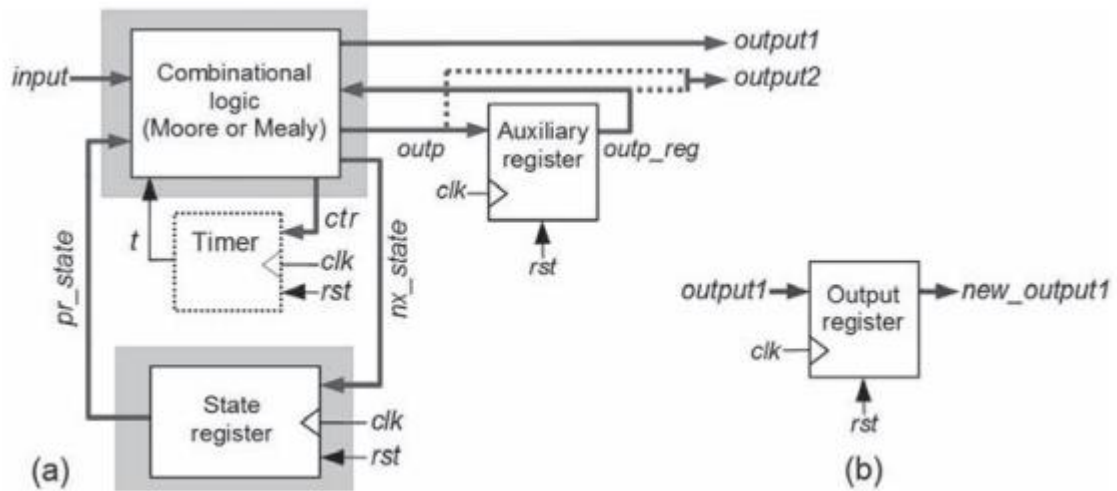 input
Combinational
logic
(Moore or Mealy)
output1
output2
outp
Auxiliary
register
outp_reg
clk
rst
pr_state
t
Timer
ctr
clk
rst
nx_state
State
register
clk
rst
(a)
output1
Output
register
new_output1
clk
rst
(b)